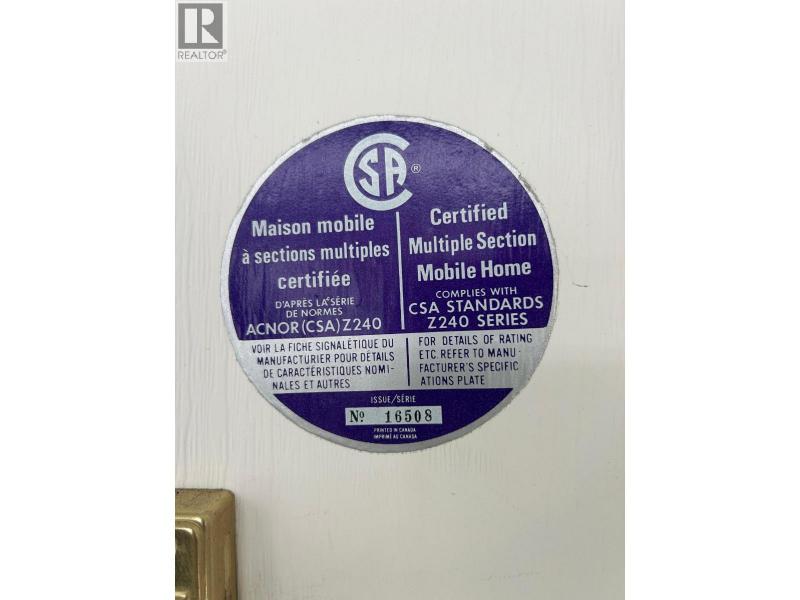 R
REALTOR®
CSA®
Maison mobile
à sections multiples
certifiée
D'APRÈS LA SÉRIE
DE NORMES
ACNOR (CSA) Z240
Certified
Multiple Section
Mobile Home
COMPLIES WITH
CSA STANDARDS
Z240 SERIES
VOIR LA FICHE SIGNALÉTIQUE DU
MANUFACTURIER POUR DÉTAILS
DE CARACTÉRISTIQUES NOMI-
NALES ET AUTRES
FOR DETAILS OF RATING
ETC. REFER TO MANU-
FACTURER'S SPECIFIC
ATIONS PLATE
ISSUE/SÉRIE
Nº 16508
PRINTED IN CANADA
IMPRIMÉ AU CANADA